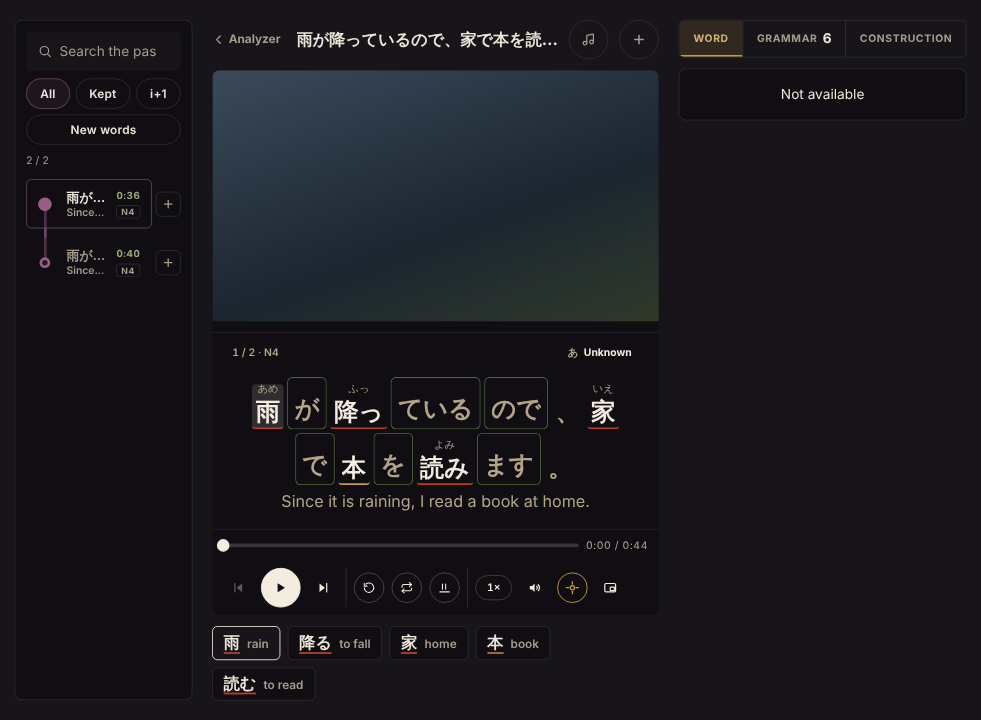 Search the pas
All Kept i+1
New words
2 / 2
雨が… 0:36
Since… N4
雨が… 0:40
Since… N4
Analyzer 雨が降っているので、家で本を読…
1 / 2 · N4 あ Unknown
あめ ふっ いえ
雨が降っているので、家
よみ
で本を読みます。
Since it is raining, I read a book at home.
0:00 / 0:44
1×
雨 rain 降る to fall 家 home 本 book
読む to read
WORD GRAMMAR 6 CONSTRUCTION
Not available